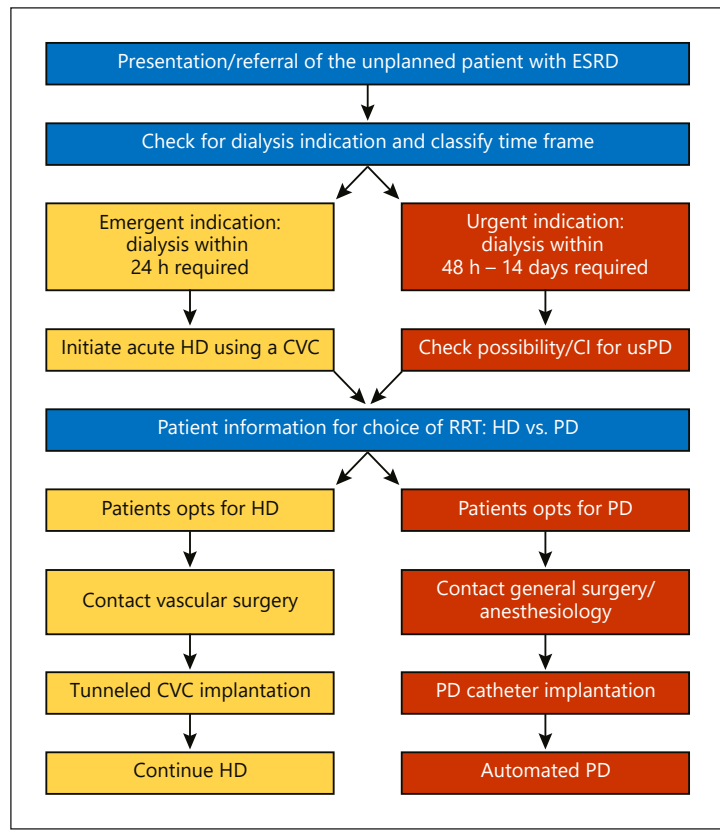 Presentation/referral of the unplanned patient with ESRD
Check for dialysis indication and classify time frame
Emergent indication:
dialysis within
24 h required
Urgent indication:
dialysis within
48 h – 14 days required
Initiate acute HD using a CVC
Check possibility/CI for usPD
Patient information for choice of RRT: HD vs. PD
Patients opts for HD
Patients opts for PD
Contact vascular surgery
Contact general surgery/
anesthesiology
Tunneled CVC implantation
PD catheter implantation
Continue HD
Automated PD